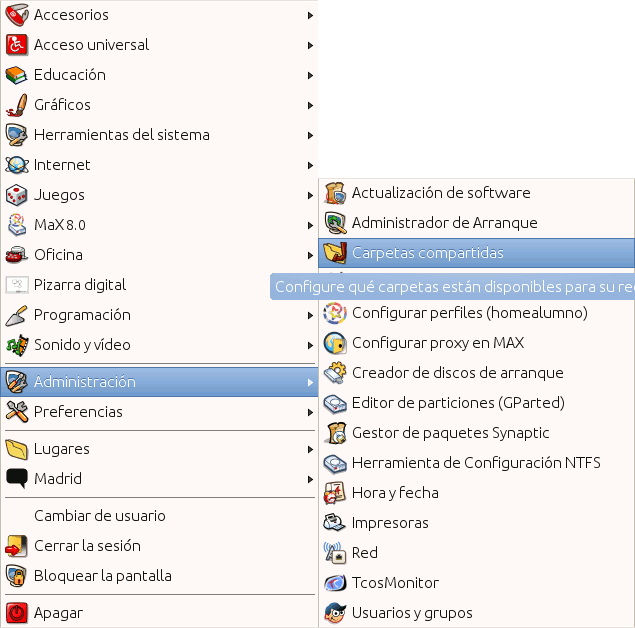 Accesorios
Acceso universal
Educación
Gráficos
Herramientas del sistema
Internet
Juegos
MaX 8.0
Oficina
Pizarra digital
Programación
Sonido y vídeo
Administración
Preferencias
Lugares
Madrid
Cambiar de usuario
Cerrar la sesión
Bloquear la pantalla
Apagar
Actualización de software
Administrador de Arranque
Carpetas compartidas
Configure qué carpetas están disponibles para su
Configurar perfiles (homealumno)
Configurar proxy en MAX
Creador de discos de arranque
Editor de particiones (GParted)
Gestor de paquetes Synaptic
Herramienta de Configuración NTFS
Hora y fecha
Impresoras
Red
TcosMonitor
Usuarios y grupos